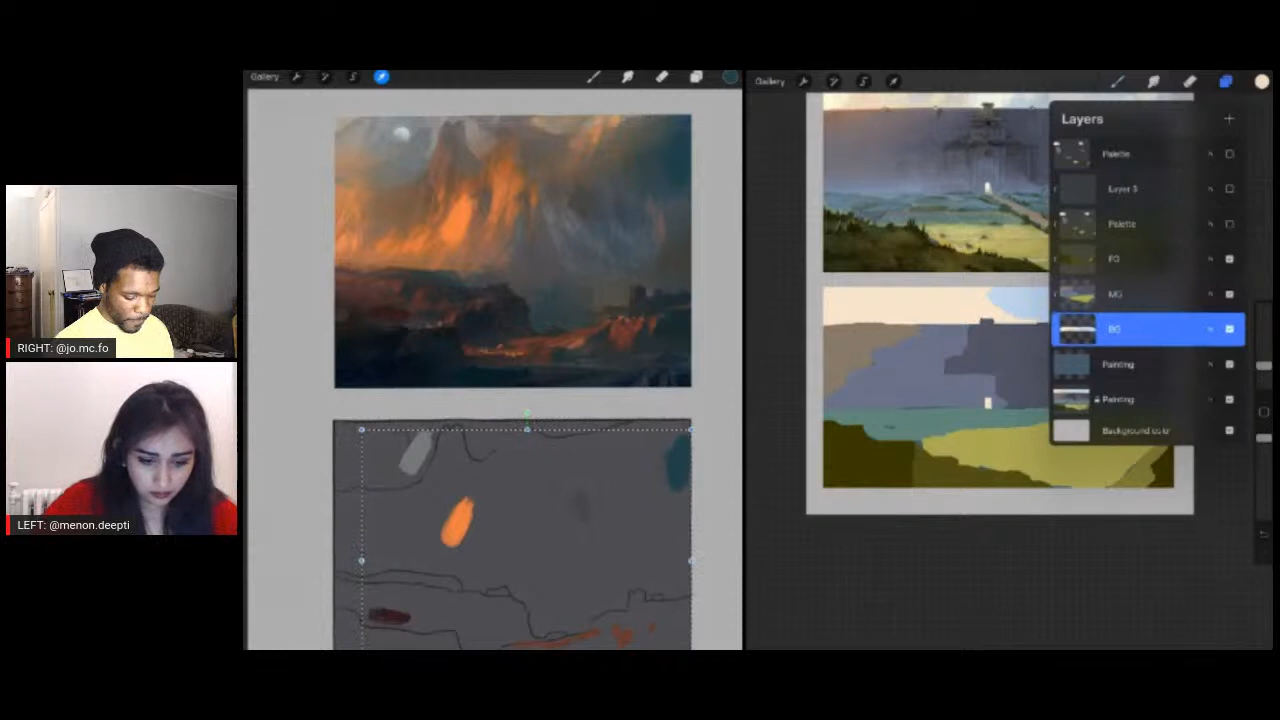 RIGHT: @jo.mc.fo
LEFT: @menon.deepti
Gallery
Gallery
Layers
Palette
N
Layer 3
N
Palette
N
FG
N
MG
N
BG
N
Painting
N
Painting
N
Background color